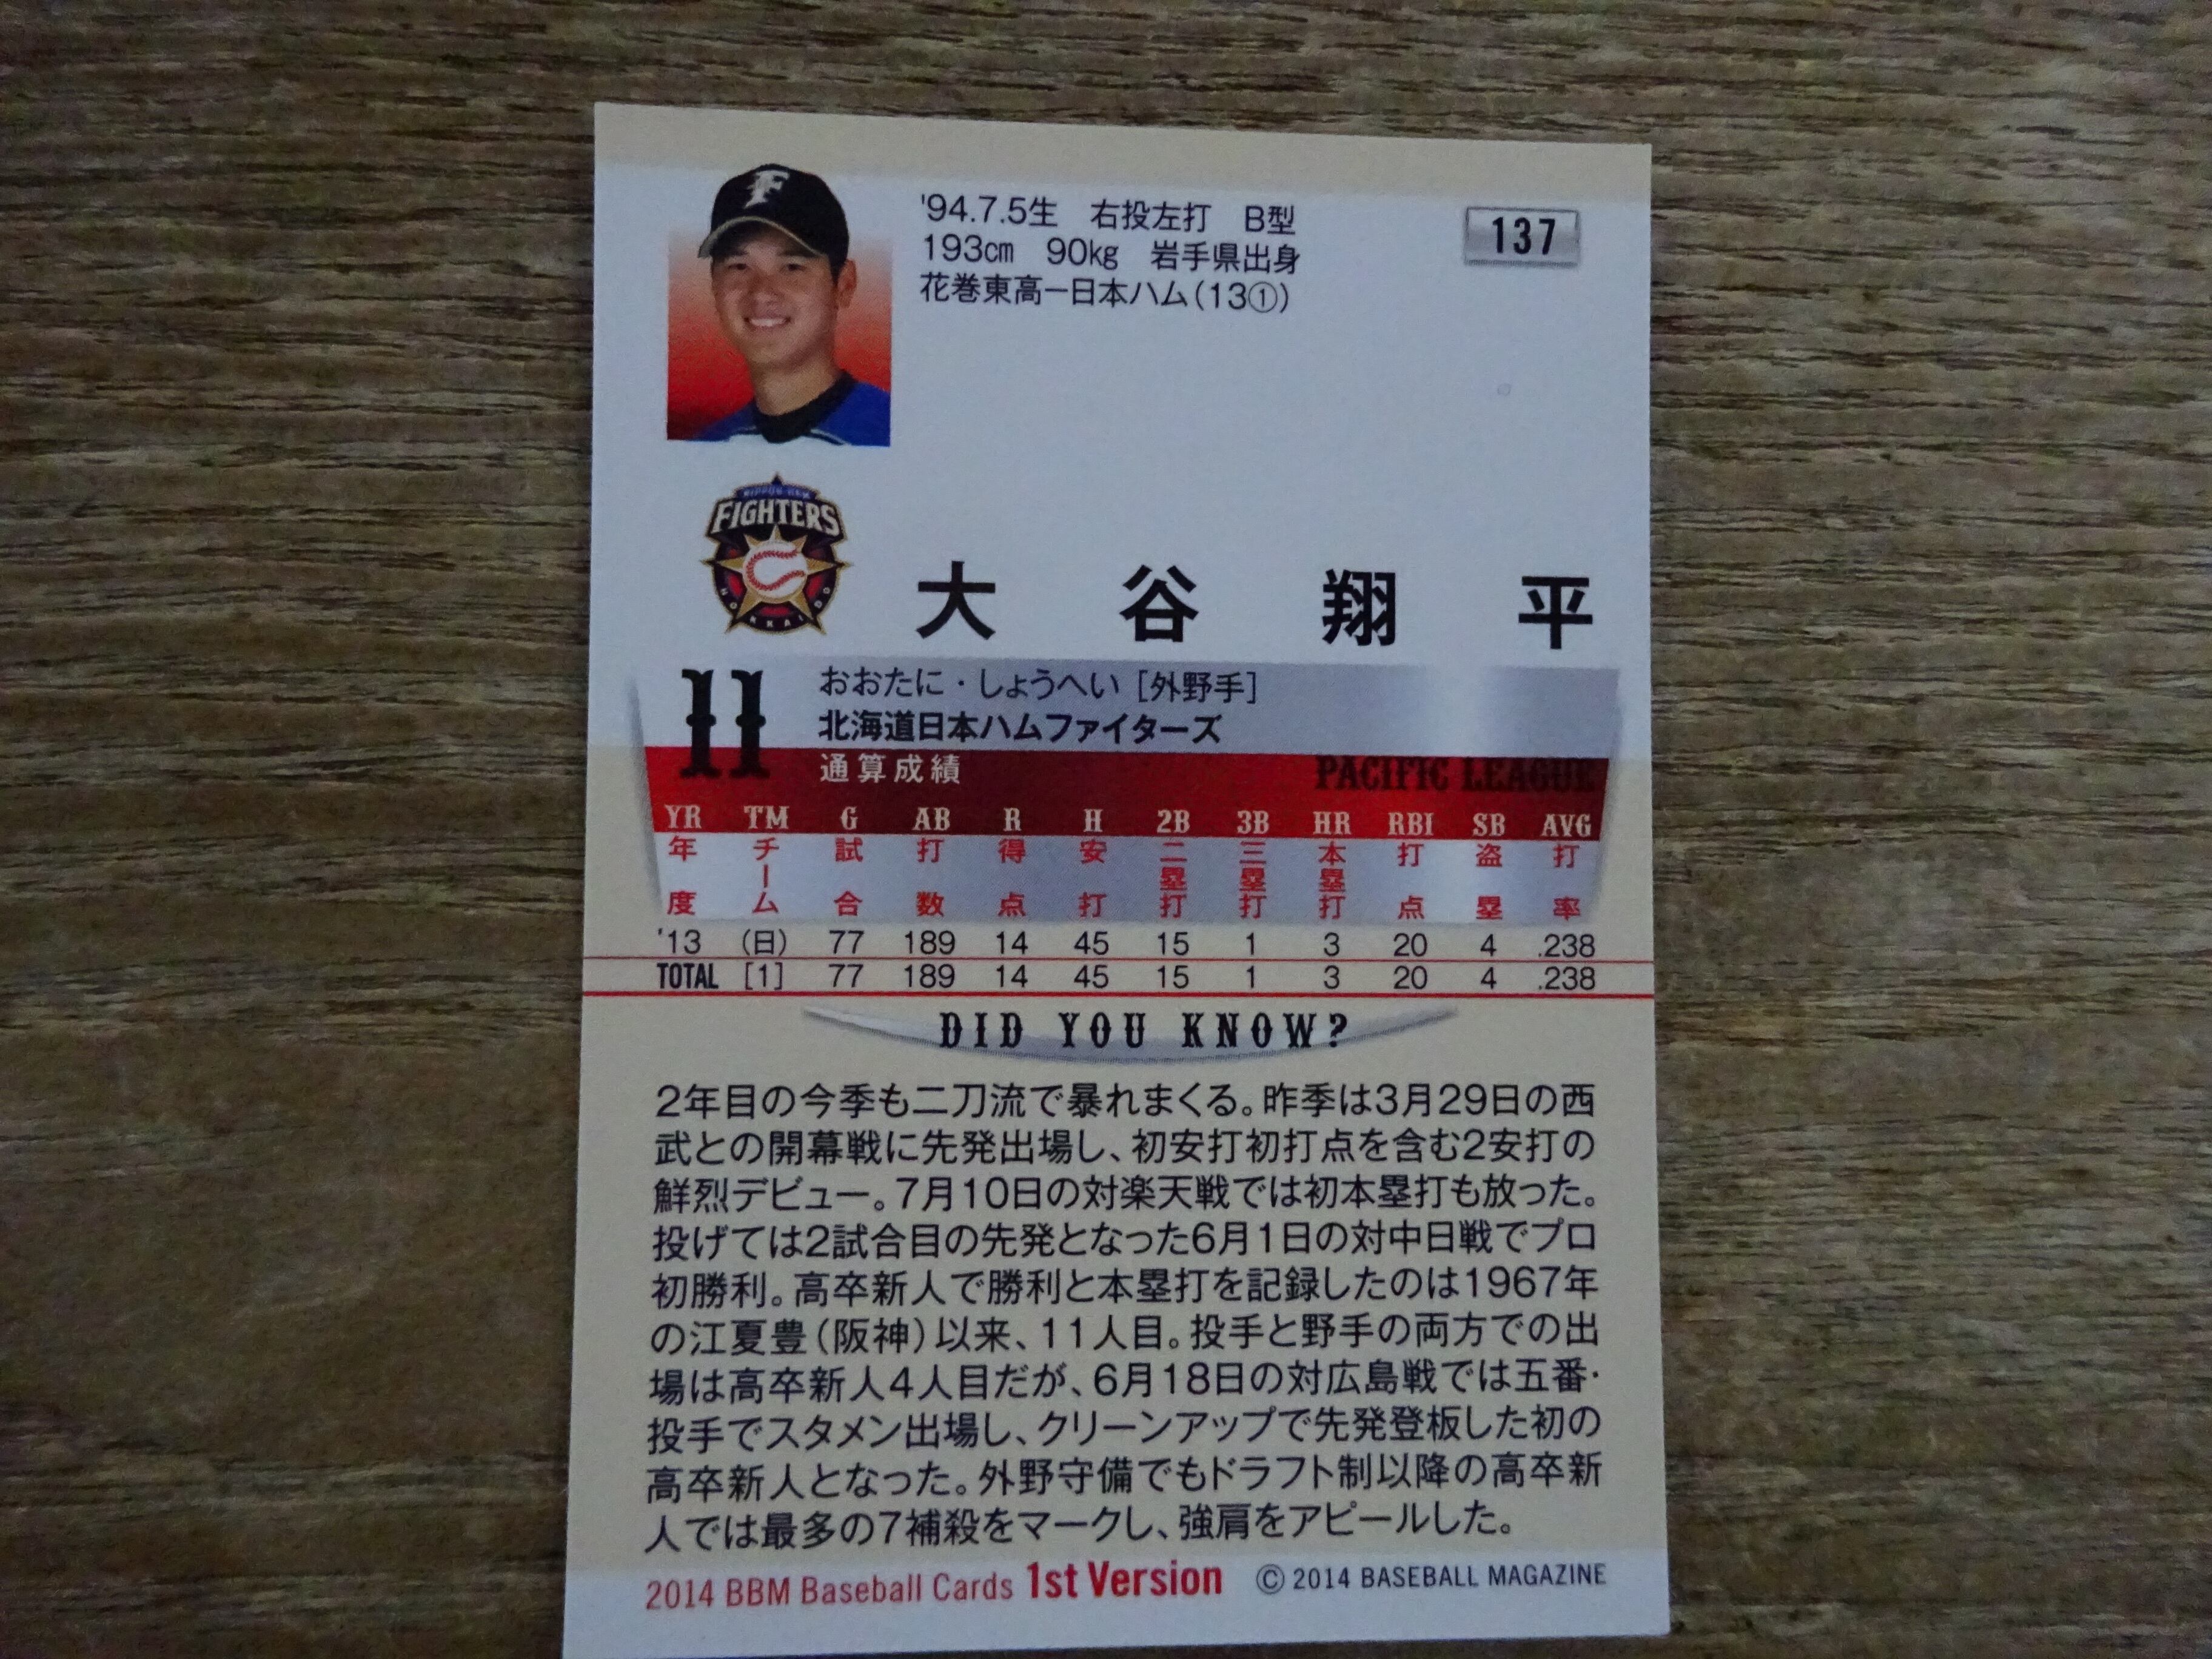 '94.7.5生 右投左打 B型
193cm 90kg 岩手県出身
花巻東高ー日本ハム(13①)
137
F
NIPPON-HAM
FIGHTERS
HOKKAIDO
大谷翔平
11
おおたに・しょうへい [外野手]
北海道日本ハムファイターズ
通算成績
PACIFIC LEAGUE
YR TM G AB R H 2B 3B HR RBI SB AVG
年度 チーム 試合 打数 得点 安打 二塁打 三塁打 本塁打 打点 盗塁 打率
'13 (日) 77 189 14 45 15 1 3 20 4 .238
TOTAL [1] 77 189 14 45 15 1 3 20 4 .238
DID YOU KNOW?
2年目の今季も二刀流で暴れまくる。昨季は3月29日の西
武との開幕戦に先発出場し、初安打初打点を含む2安打の
鮮烈デビュー。7月10日の対楽天戦では初本塁打も放った。
投げては2試合目の先発となった6月1日の対中日戦でプロ
初勝利。高卒新人で勝利と本塁打を記録したのは1967年
の江夏豊(阪神)以来、11人目。投手と野手の両方での出
場は高卒新人4人目だが、6月18日の対広島戦では五番・
投手でスタメン出場し、クリーンアップで先発登板した初の
高卒新人となった。外野守備でもドラフト制以降の高卒新
人では最多の7補殺をマークし、強肩をアピールした。
2014 BBM Baseball Cards 1st Version © 2014 BASEBALL MAGAZINE